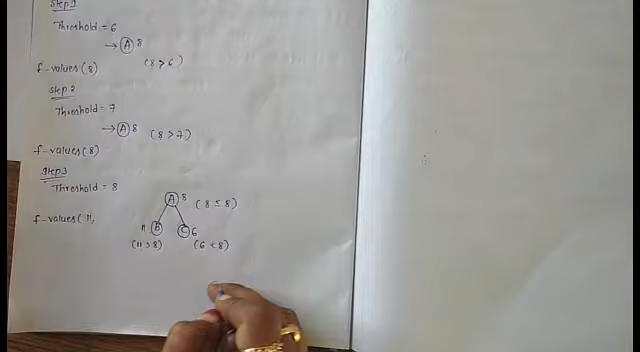 Step 1
Threshold = 6
→ A 8
(8 > 6)
f-values (8)
Step 2
Threshold = 7
→ A 8 (8 > 7)
f-values (8)
Step 3
Threshold = 8
A 8 (8 ≤ 8)
f-values ( 11,
11 B C 6
(11 > 8) (6 < 8)